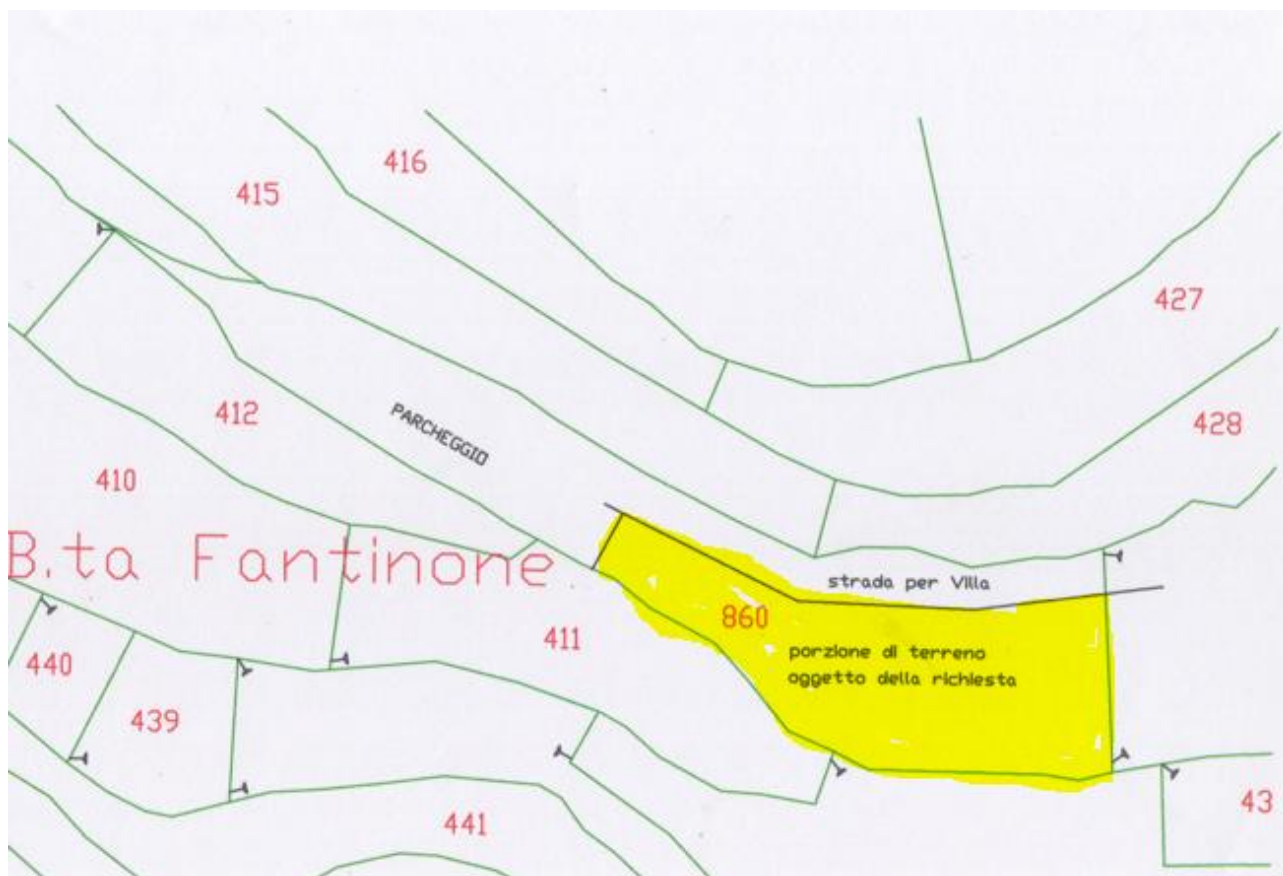 416
415
427
412
PARCHEGGIO
428
410
B.ta Fantinone
strada per Villa
860
411
porzione di terreno
oggetto della richiesta
440
439
43
441